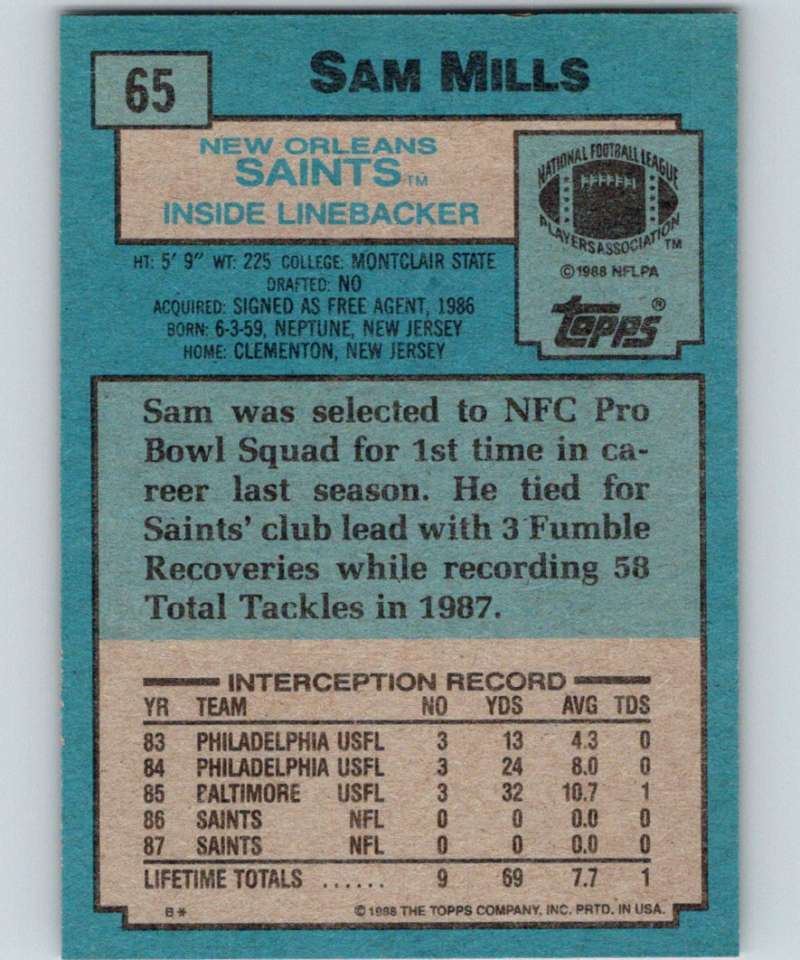 65
SAM MILLS
NEW ORLEANS
SAINTS™
INSIDE LINEBACKER
NATIONAL FOOTBALL LEAGUE
PLAYERS ASSOCIATION™
©1988 NFLPA
TOPPS®
HT: 5' 9" WT: 225 COLLEGE: MONTCLAIR STATE
DRAFTED: NO
ACQUIRED: SIGNED AS FREE AGENT, 1986
BORN: 6-3-59, NEPTUNE, NEW JERSEY
HOME: CLEMENTON, NEW JERSEY
Sam was selected to NFC Pro
Bowl Squad for 1st time in ca-
reer last season. He tied for
Saints' club lead with 3 Fumble
Recoveries while recording 58
Total Tackles in 1987.
INTERCEPTION RECORD
YR TEAM NO YDS AVG TDS
83 PHILADELPHIA USFL 3 13 4.3 0
84 PHILADELPHIA USFL 3 24 8.0 0
85 BALTIMORE USFL 3 32 10.7 1
86 SAINTS NFL 0 0 0.0 0
87 SAINTS NFL 0 0 0.0 0
LIFETIME TOTALS ...... 9 69 7.7 1
B* ©1988 THE TOPPS COMPANY, INC. PRTD. IN USA.